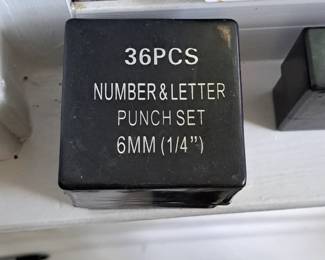 36PCS
NUMBER&LETTER
PUNCH SET
6MM (1/4”)